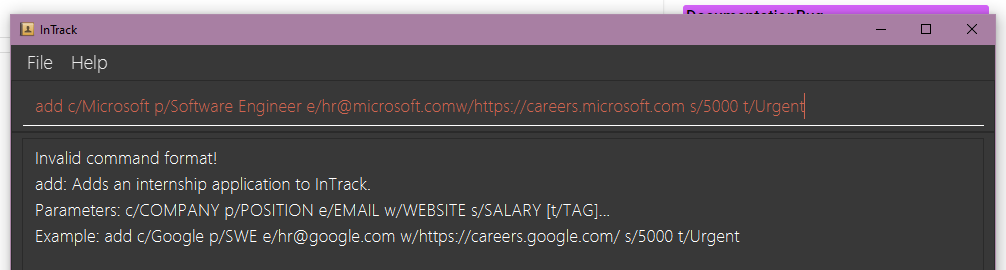 DocumentationBug
InTrack
File Help
add c/Microsoft p/Software Engineer e/hr@microsoft.comw/https://careers.microsoft.com s/5000 t/Urgent
Invalid command format!
add: Adds an internship application to InTrack.
Parameters: c/COMPANY p/POSITION e/EMAIL w/WEBSITE s/SALARY [t/TAG]...
Example: add c/Google p/SWE e/hr@google.com w/https://careers.google.com/ s/5000 t/Urgent